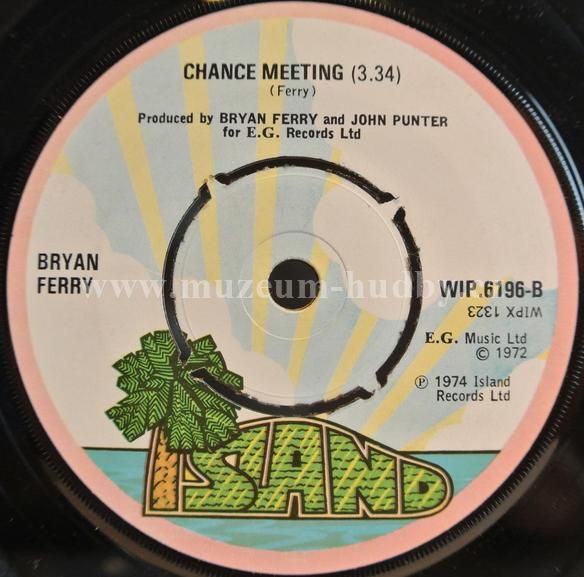 CHANCE MEETING (3.34)
(Ferry)
Produced by BRYAN FERRY and JOHN PUNTER
for E.G. Records Ltd
BRYAN
FERRY
www.muzeum-hudby.
WIP.6196-B
WIPX 1323
E.G. Music Ltd
© 1972
℗ 1974 Island
Records Ltd
ISLAND